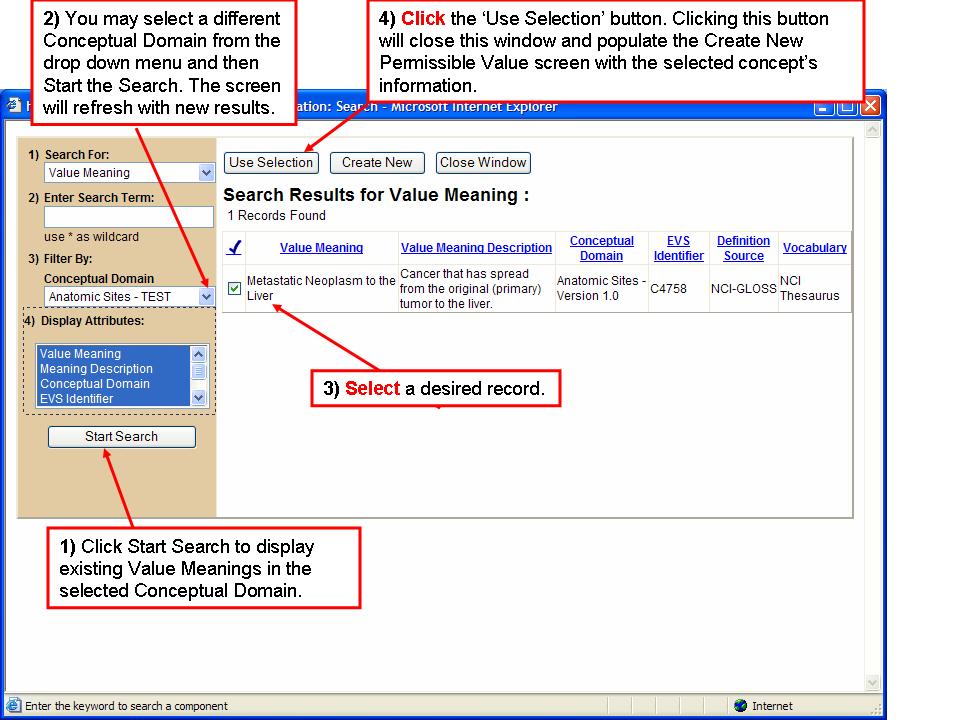 2) You may select a different
Conceptual Domain from the
drop down menu and then
Start the Search. The screen
will refresh with new results.
4) Click the ‘Use Selection’ button. Clicking this button
will close this window and populate the Create New
Permissible Value screen with the selected concept’s
information.
ation: Search - Microsoft Internet Explorer
1) Search For:
Value Meaning
2) Enter Search Term:
use * as wildcard
3) Filter By:
Conceptual Domain
Anatomic Sites - TEST
4) Display Attributes:
Value Meaning
Meaning Description
Conceptual Domain
EVS Identifier
Start Search
Use Selection Create New Close Window
Search Results for Value Meaning :
1 Records Found
Value Meaning Value Meaning Description Conceptual Domain EVS Identifier Definition Source Vocabulary
Metastatic Neoplasm to the Liver Cancer that has spread from the original (primary) tumor to the liver. Anatomic Sites - Version 1.0 C4758 NCI-GLOSS NCI Thesaurus
3) Select a desired record.
1) Click Start Search to display
existing Value Meanings in the
selected Conceptual Domain.
Enter the keyword to search a component
Internet